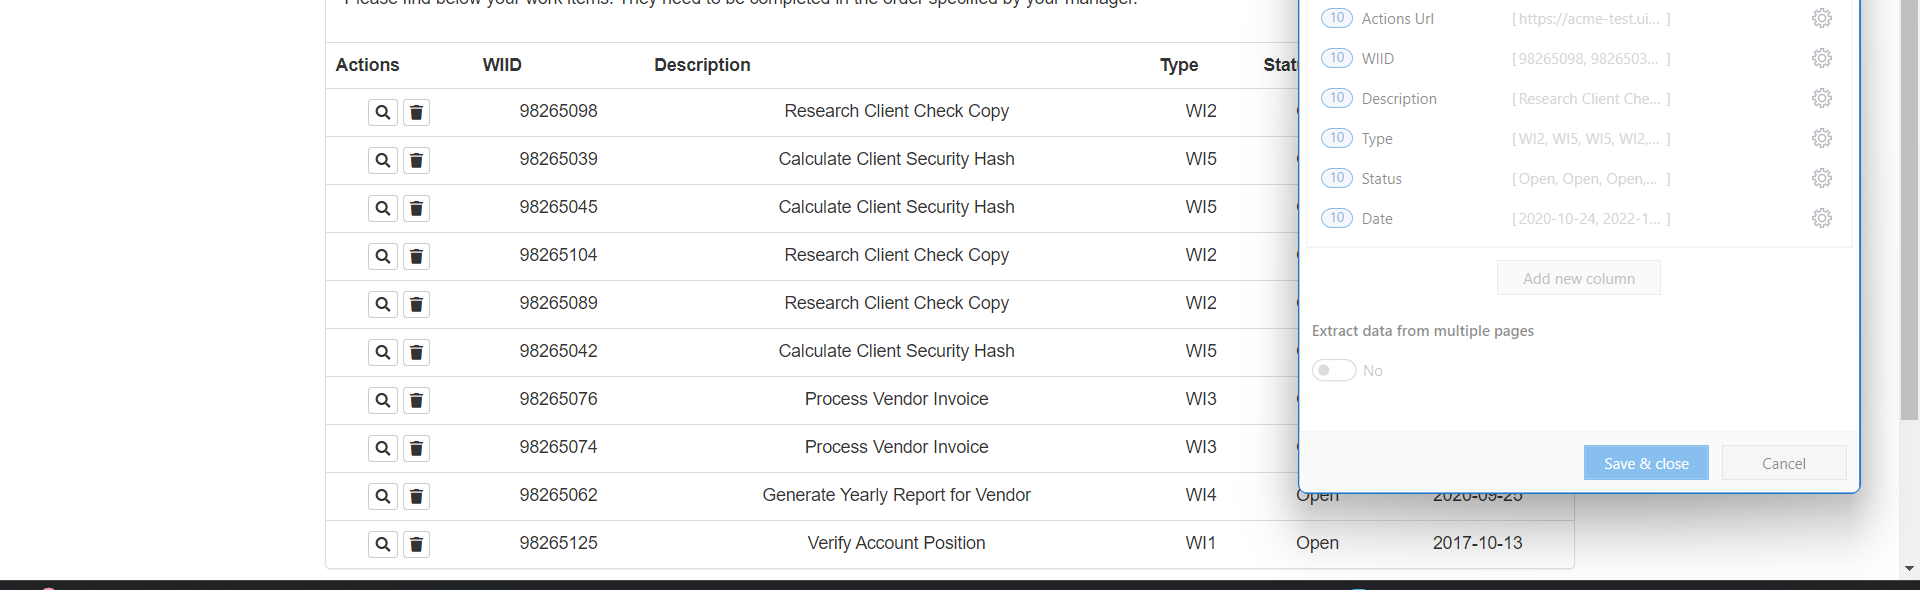 Please find below your work items. They need to be completed in the order specified by your manager.
Actions WIID Description Type Statu
98265098 Research Client Check Copy WI2
98265039 Calculate Client Security Hash WI5
98265045 Calculate Client Security Hash WI5
98265104 Research Client Check Copy WI2
98265089 Research Client Check Copy WI2
98265042 Calculate Client Security Hash WI5
98265076 Process Vendor Invoice WI3
98265074 Process Vendor Invoice WI3
98265062 Generate Yearly Report for Vendor WI4 Open 2020-09-25
98265125 Verify Account Position WI1 Open 2017-10-13
10 Actions Url [https://acme-test.ui... ]
10 WIID [98265098, 9826503... ]
10 Description [Research Client Che... ]
10 Type [WI2, WI5, WI5, WI2,... ]
10 Status [Open, Open, Open,... ]
10 Date [2020-10-24, 2022-1... ]
Add new column
Extract data from multiple pages
No
Save & close Cancel